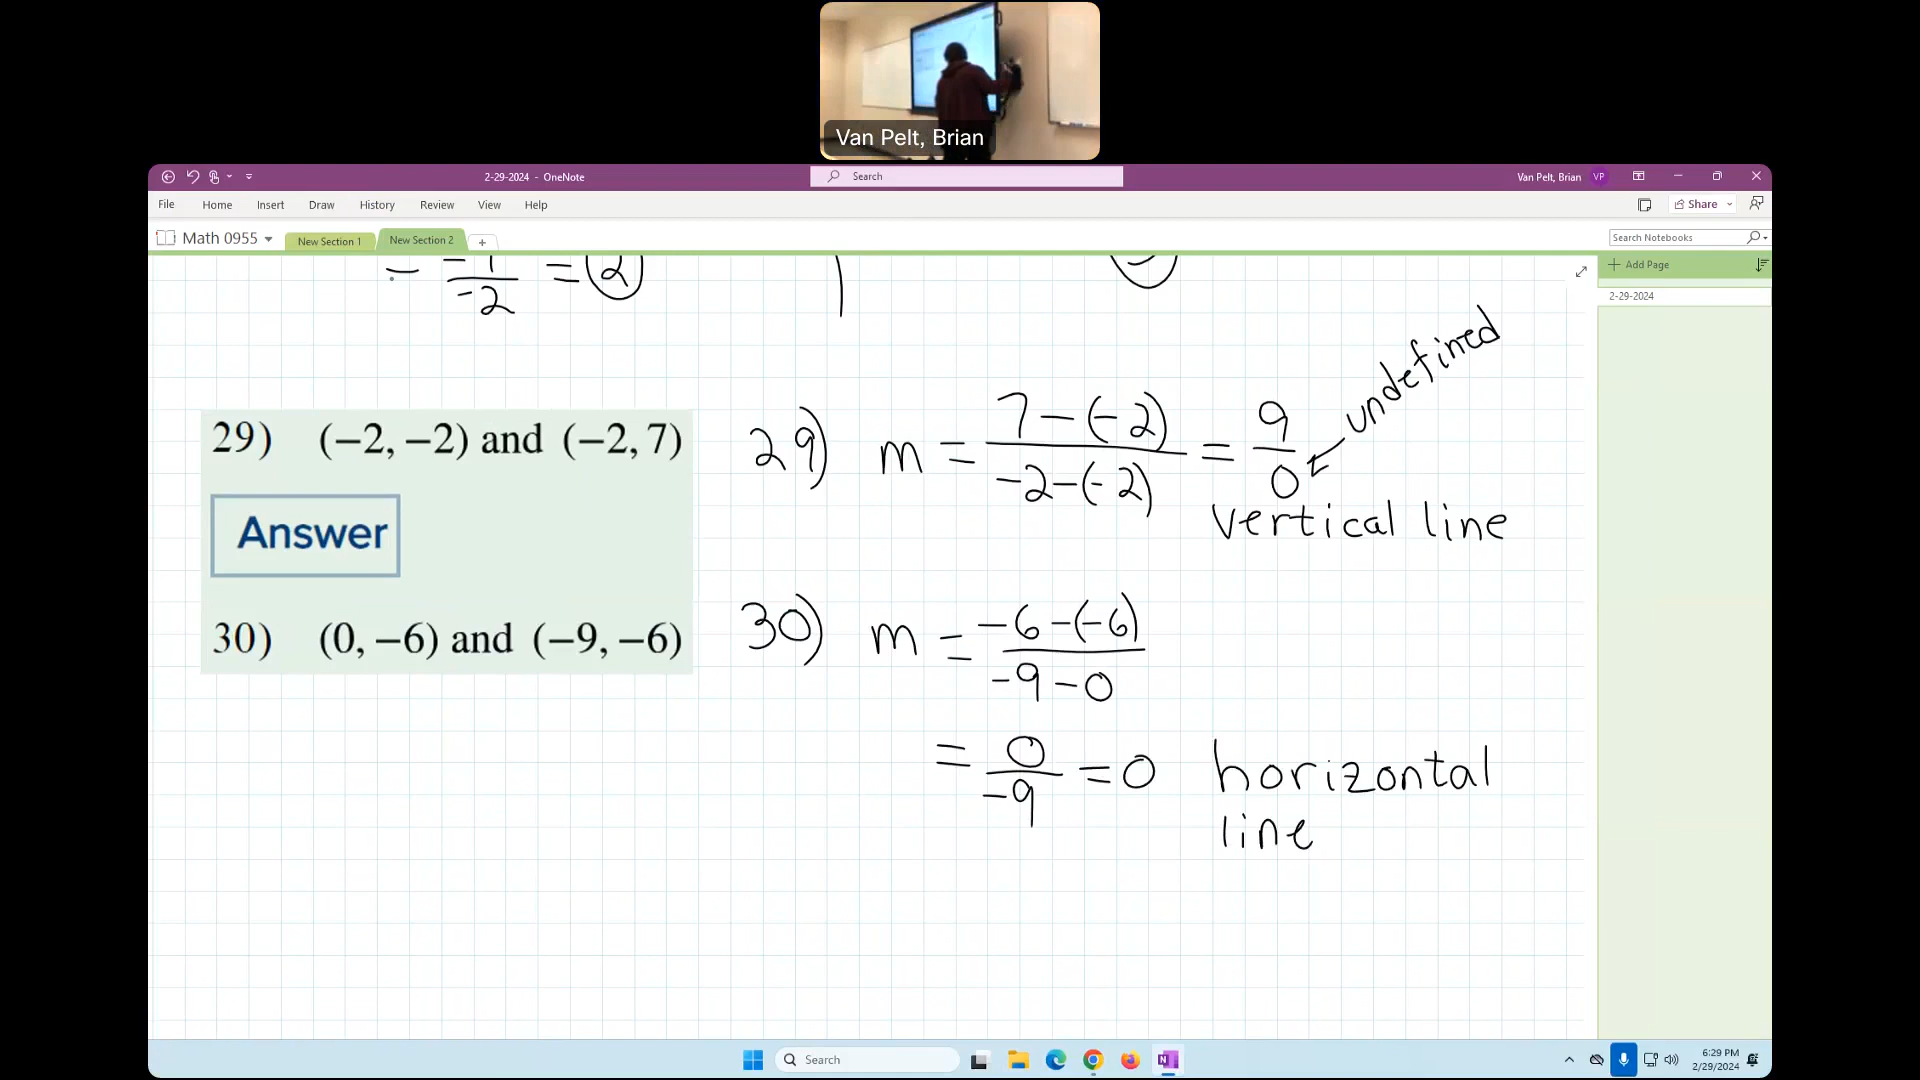 Van Pelt, Brian
2-29-2024 - OneNote
Search
Van Pelt, Brian VP
File Home Insert Draw History Review View Help
Share
Math 0955
New Section 1
New Section 2
+
Search Notebooks
+ Add Page
2-29-2024
-2 = 2
29) (−2, −2) and (−2, 7)
Answer
30) (0, −6) and (−9, −6)
29) m = 7-(-2) / -2-(-2) = 9/0 undefined
vertical line
30) m = -6-(-6) / -9-0
= 0/-9 = 0 horizontal
line
Search
6:29 PM
2/29/2024